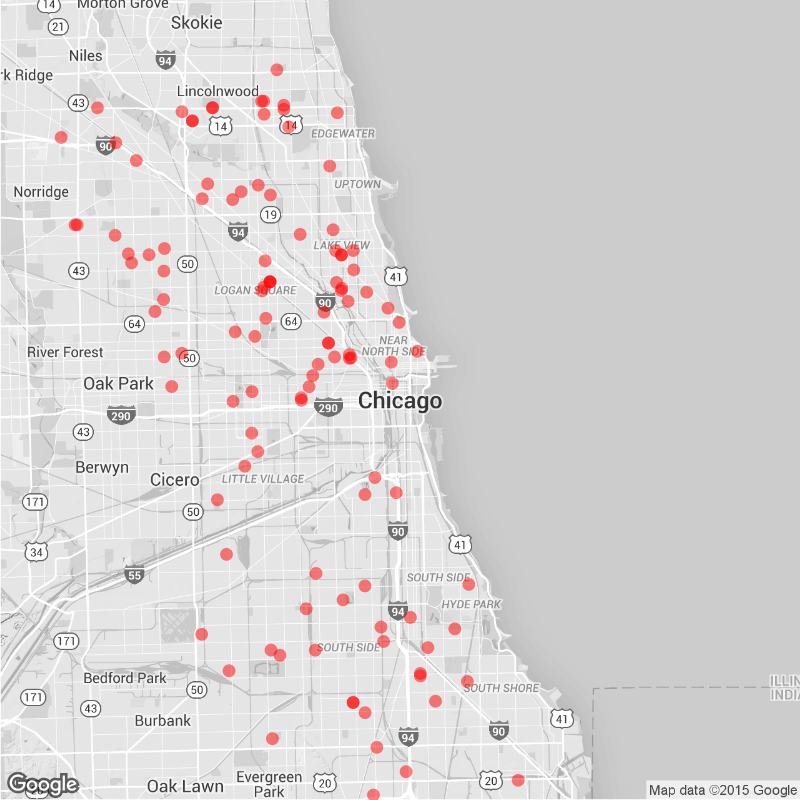 14
Morton Grove
Skokie
21
Niles
94
rk Ridge
Lincolnwood
43
14
14
EDGEWATER
90
UPTOWN
Norridge
19
94
LAKE VIEW
43
50
41
LOGAN SQUARE
90
64
64
NEAR
NORTH SIDE
River Forest
50
Oak Park
Chicago
290
290
43
Berwyn
Cicero
LITTLE VILLAGE
171
50
90
34
41
55
SOUTH SIDE
HYDE PARK
94
171
SOUTH SIDE
Bedford Park
ILLIN
INDIA
50
SOUTH SHORE
171
43
Burbank
41
90
94
Evergreen
Park
20
20
Oak Lawn
Google
Map data ©2015 Google